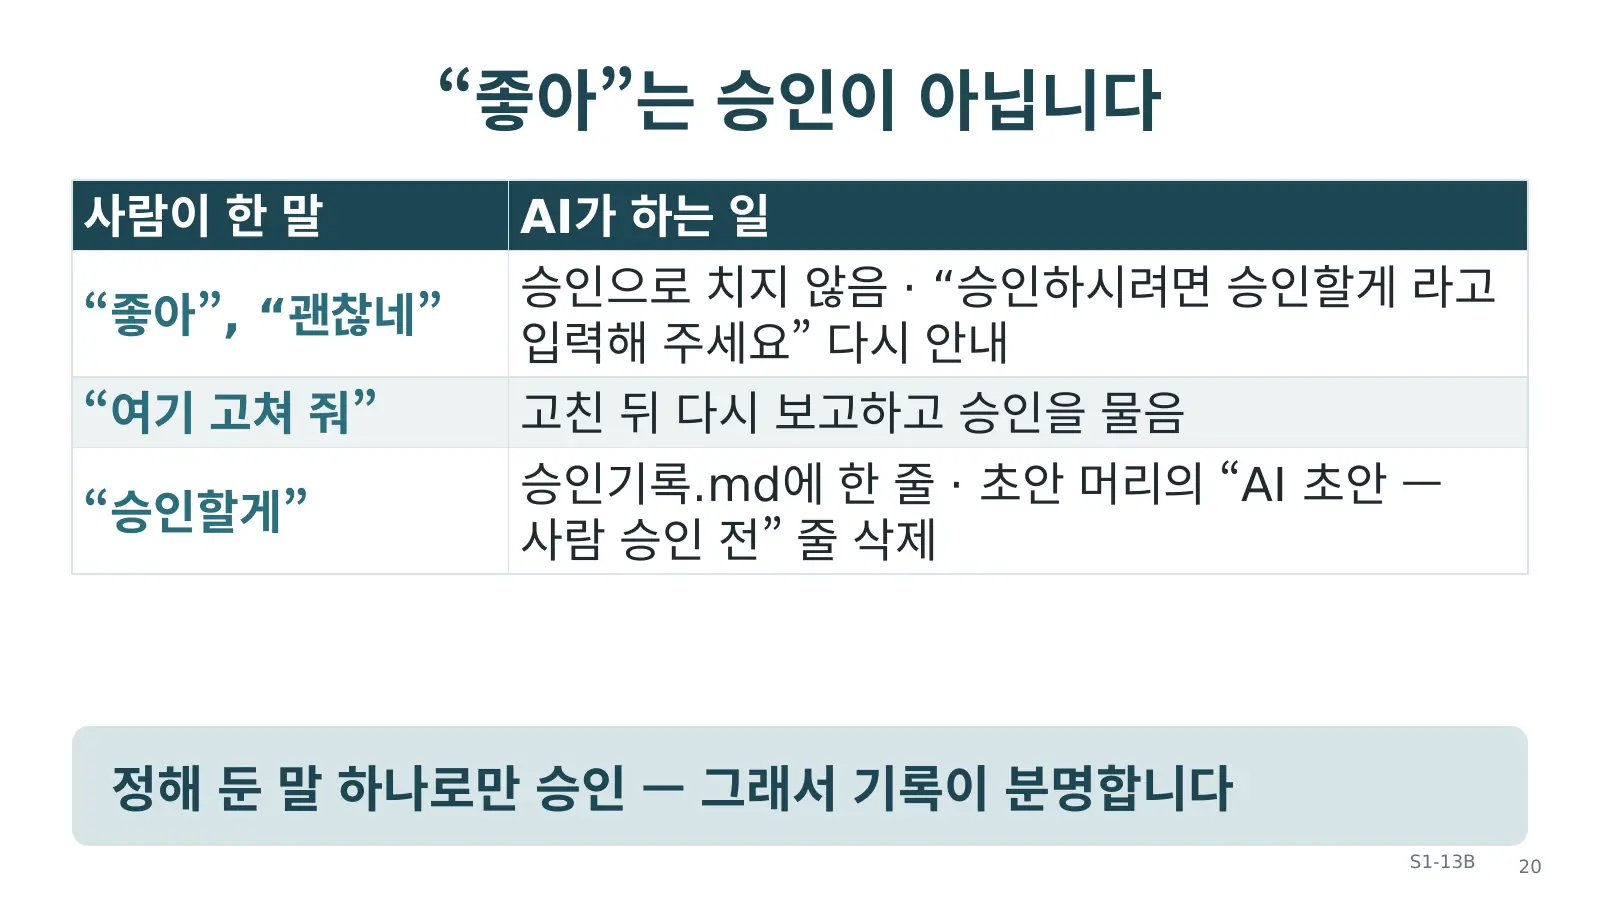 “좋아”는 승인이 아닙니다
사람이 한 말
AI가 하는 일
“좋아”, “괜찮네”
승인으로 치지 않음 · “승인하시려면 승인할게 라고
입력해 주세요” 다시 안내
“여기 고쳐 줘”
고친 뒤 다시 보고하고 승인을 물음
“승인할게”
승인기록.md에 한 줄 · 초안 머리의 “AI 초안 —
사람 승인 전” 줄 삭제
정해 둔 말 하나로만 승인 — 그래서 기록이 분명합니다
S1-13B
20